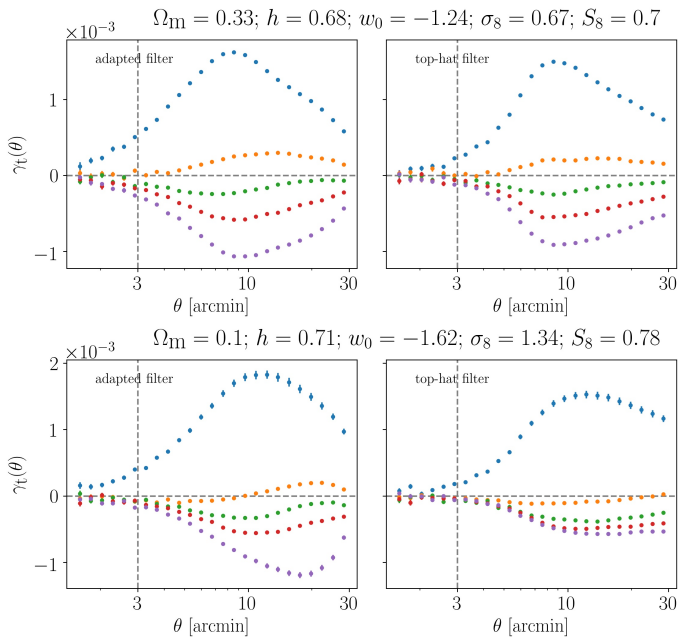 Ωm = 0.33; h = 0.68; w₀ = −1.24; σ₈ = 0.67; S₈ = 0.7
×10⁻³
adapted filter
top-hat filter
1
0
−1
γt(θ)
3 10 30
3 10 30
θ [arcmin]
θ [arcmin]
Ωm = 0.1; h = 0.71; w₀ = −1.62; σ₈ = 1.34; S₈ = 0.78
×10⁻³
adapted filter
top-hat filter
2
1
0
−1
γt(θ)
3 10 30
3 10 30
θ [arcmin]
θ [arcmin]